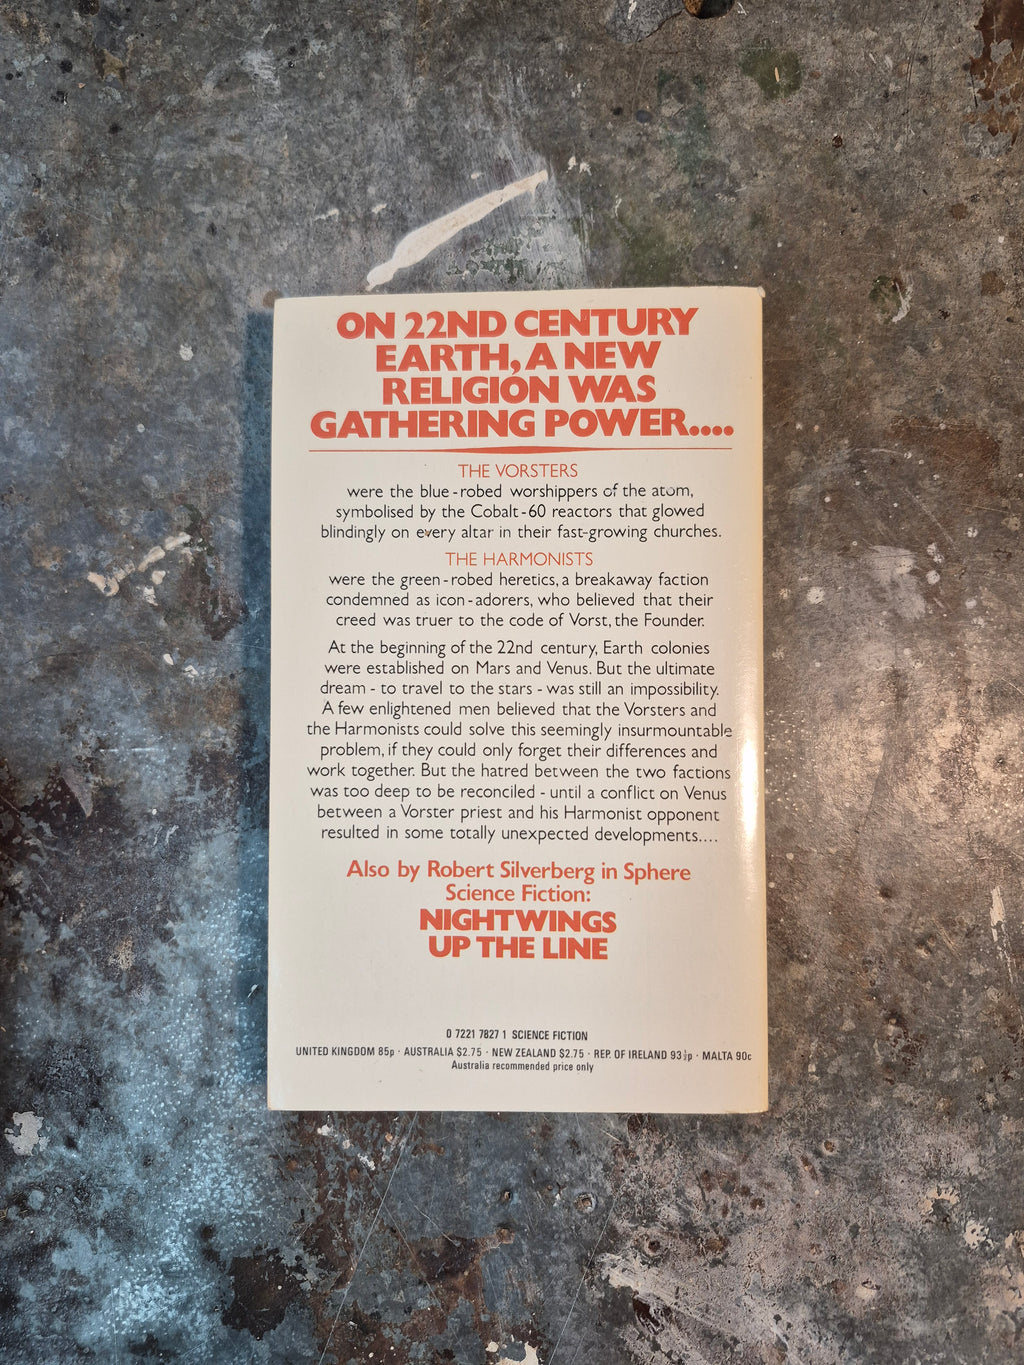 ON 22ND CENTURY
EARTH, A NEW
RELIGION WAS
GATHERING POWER....
THE VORSTERS
were the blue-robed worshippers of the atom,
symbolised by the Cobalt-60 reactors that glowed
blindingly on every altar in their fast-growing churches.
THE HARMONISTS
were the green-robed heretics, a breakaway faction
condemned as icon-adorers, who believed that their
creed was truer to the code of Vorst, the Founder.
At the beginning of the 22nd century, Earth colonies
were established on Mars and Venus. But the ultimate
dream - to travel to the stars - was still an impossibility.
A few enlightened men believed that the Vorsters and
the Harmonists could solve this seemingly insurmountable
problem, if they could only forget their differences and
work together. But the hatred between the two factions
was too deep to be reconciled - until a conflict on Venus
between a Vorster priest and his Harmonist opponent
resulted in some totally unexpected developments....
Also by Robert Silverberg in Sphere
Science Fiction:
NIGHTWINGS
UP THE LINE
0 7221 7827 1 SCIENCE FICTION
UNITED KINGDOM 85p · AUSTRALIA $2.75 · NEW ZEALAND $2.75 · REP. OF IRELAND 93½p · MALTA 90c
Australia recommended price only